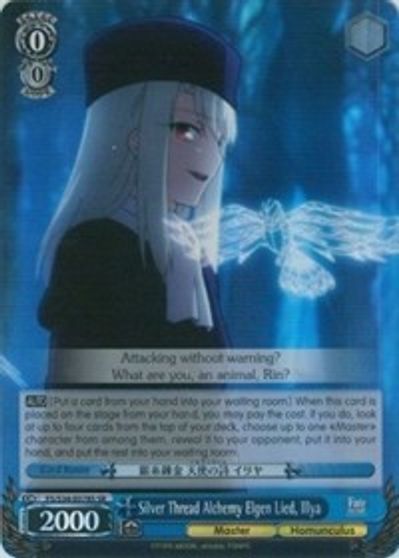 0
0
Attacking without warning?
What are you, an animal, Rin?
AUTO [Put a card from your hand into your waiting room] When this card is
placed on the stage from your hand, you may pay the cost. If you do, look
at up to four cards from the top of your deck, choose up to one «Master»
character from among them, reveal it to your opponent, put it into your
hand, and put the rest into your waiting room.
Card Name
銀糸錬金 天使の詩 イリヤ
Silver Thread Alchemy Elgen Lied, Illya
Fate
2000
Master
Homunculus